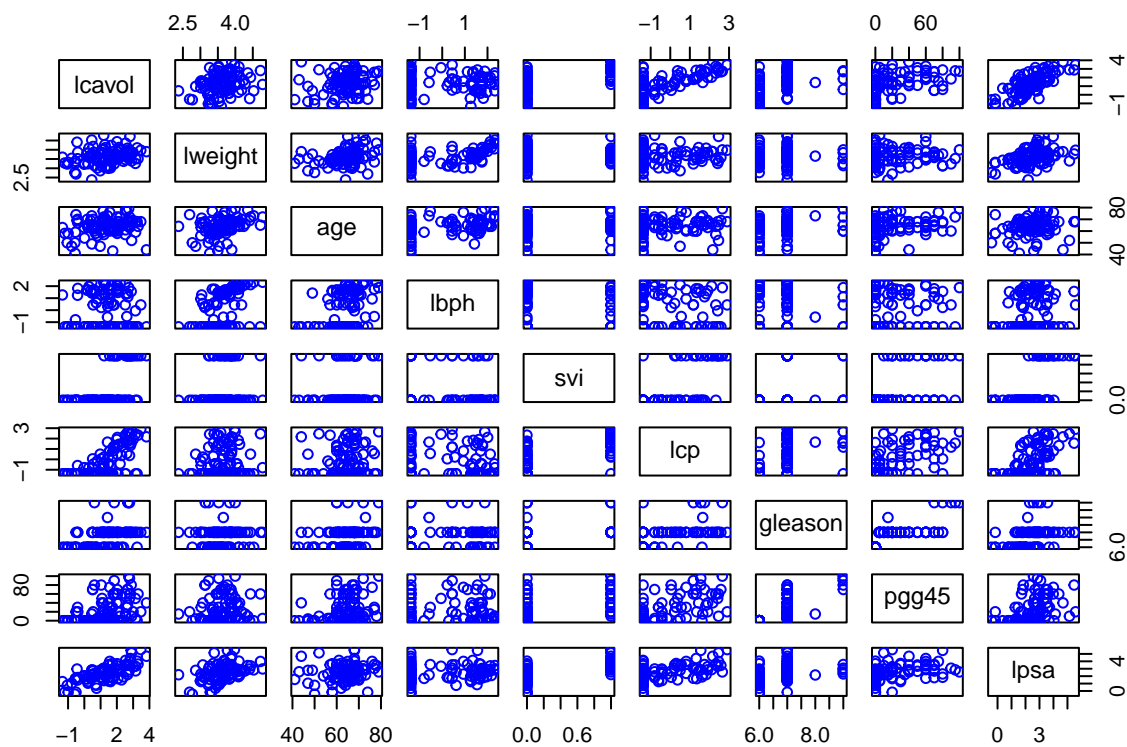 2.5 4.0 −1 1 −1 1 3 0 60
lcavol −1 4
2.5 lweight
age 40 80
−1 2 lbph
svi 0.0
−1 3 lcp
gleason 6.0
0 80 pgg45
lpsa 0 4
−1 2 4 40 60 80 0.0 0.6 6.0 8.0 1 3